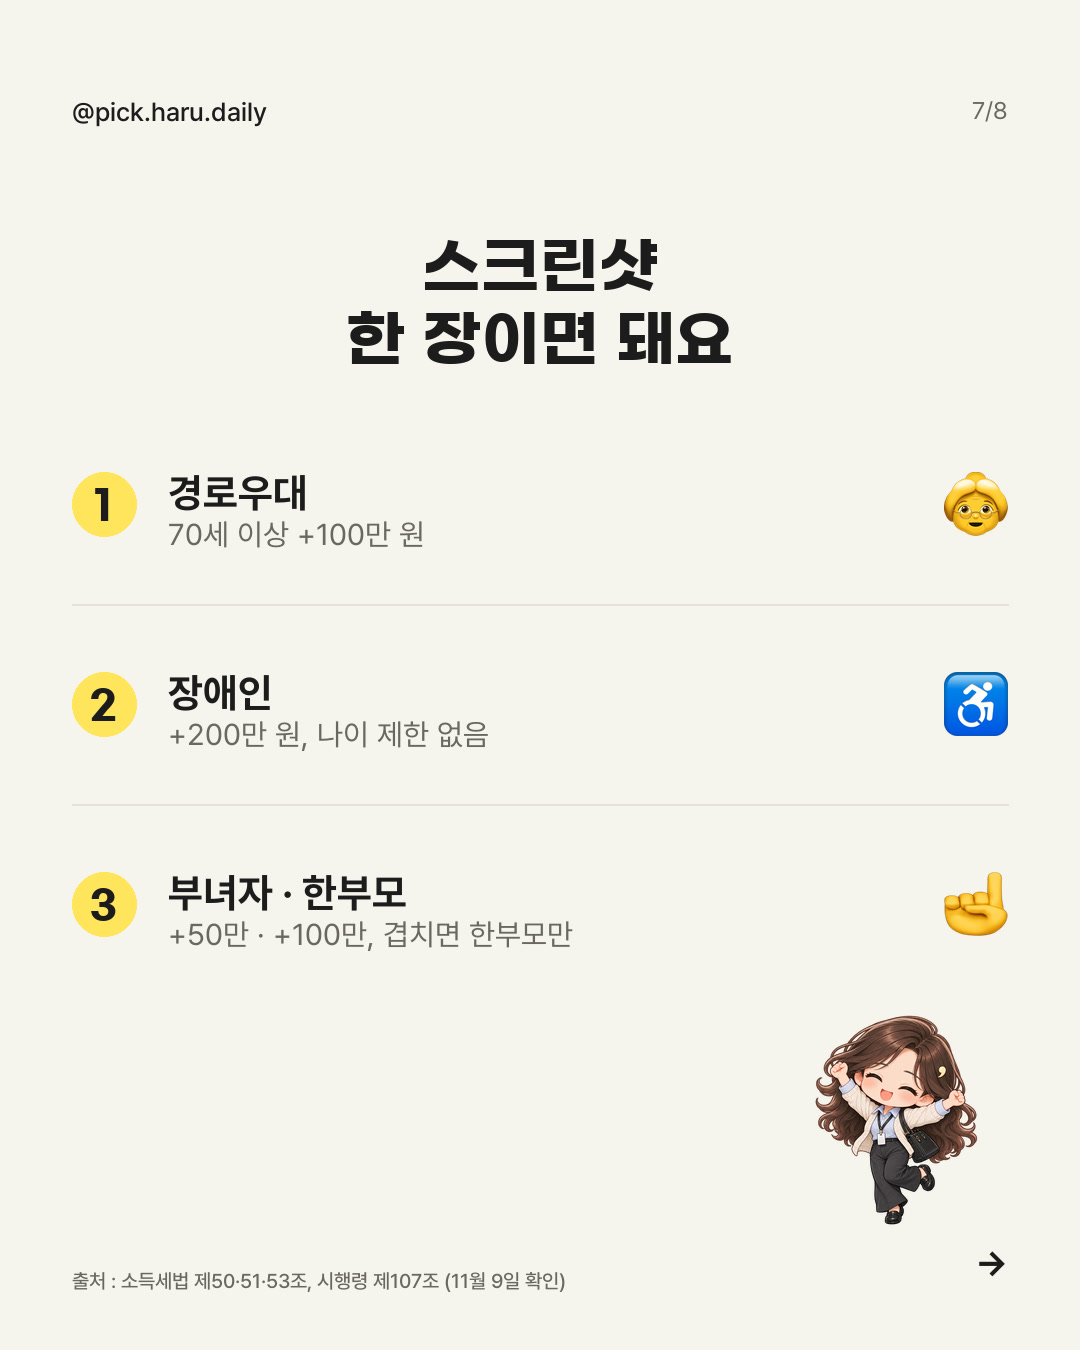 @pick.haru.daily
7/8
스크린샷
한 장이면 돼요
1
경로우대
70세 이상 +100만 원
2
장애인
+200만 원, 나이 제한 없음
3
부녀자 · 한부모
+50만 · +100만, 겹치면 한부모만
출처 : 소득세법 제50·51·53조, 시행령 제107조 (11월 9일 확인)